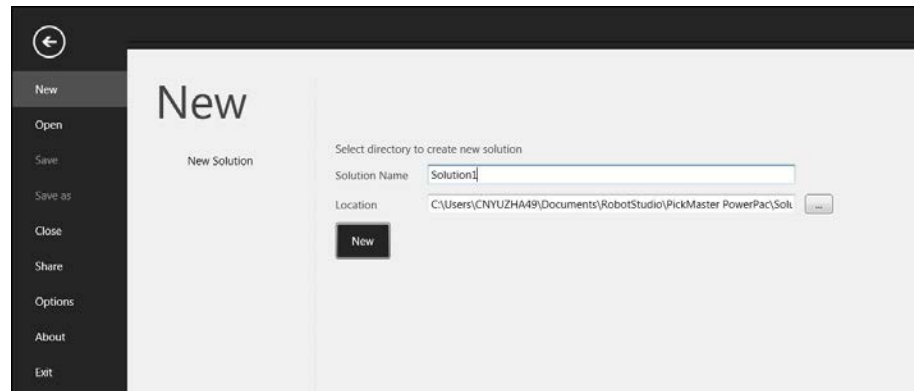 New
Open
Save
Save as
Close
Share
Options
About
Exit
New
New Solution
Select directory to create new solution
Solution Name Solution1
Location C:\Users\CNYUZHA49\Documents\RobotStudio\PickMaster PowerPac\Solu ...
New